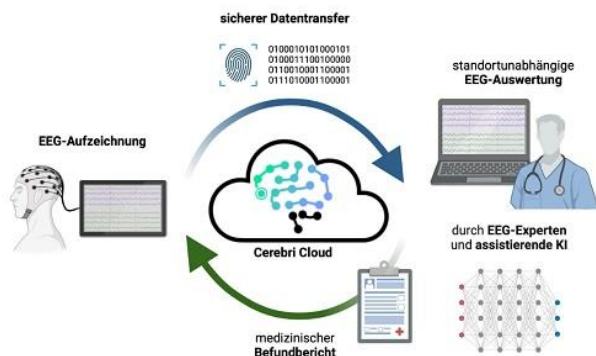 sicherer Datentransfer
0100010101000101
0100011100100000
0110010001100001
0111010001100001
standortunabhängige
EEG-Auswertung
EEG-Aufzeichnung
durch EEG-Experten
und assistierende KI
Cerebri Cloud
medizinischer
Befundbericht